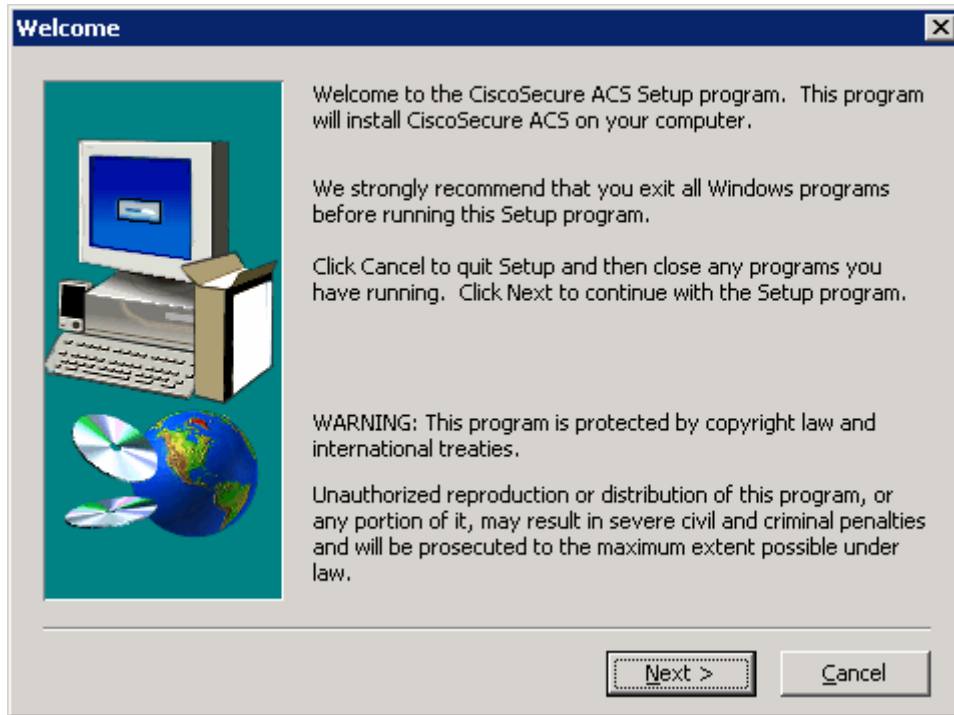 Welcome
Welcome to the CiscoSecure ACS Setup program. This program
will install CiscoSecure ACS on your computer.
We strongly recommend that you exit all Windows programs
before running this Setup program.
Click Cancel to quit Setup and then close any programs you
have running. Click Next to continue with the Setup program.
WARNING: This program is protected by copyright law and
international treaties.
Unauthorized reproduction or distribution of this program, or
any portion of it, may result in severe civil and criminal penalties
and will be prosecuted to the maximum extent possible under
law.
Next >
Cancel